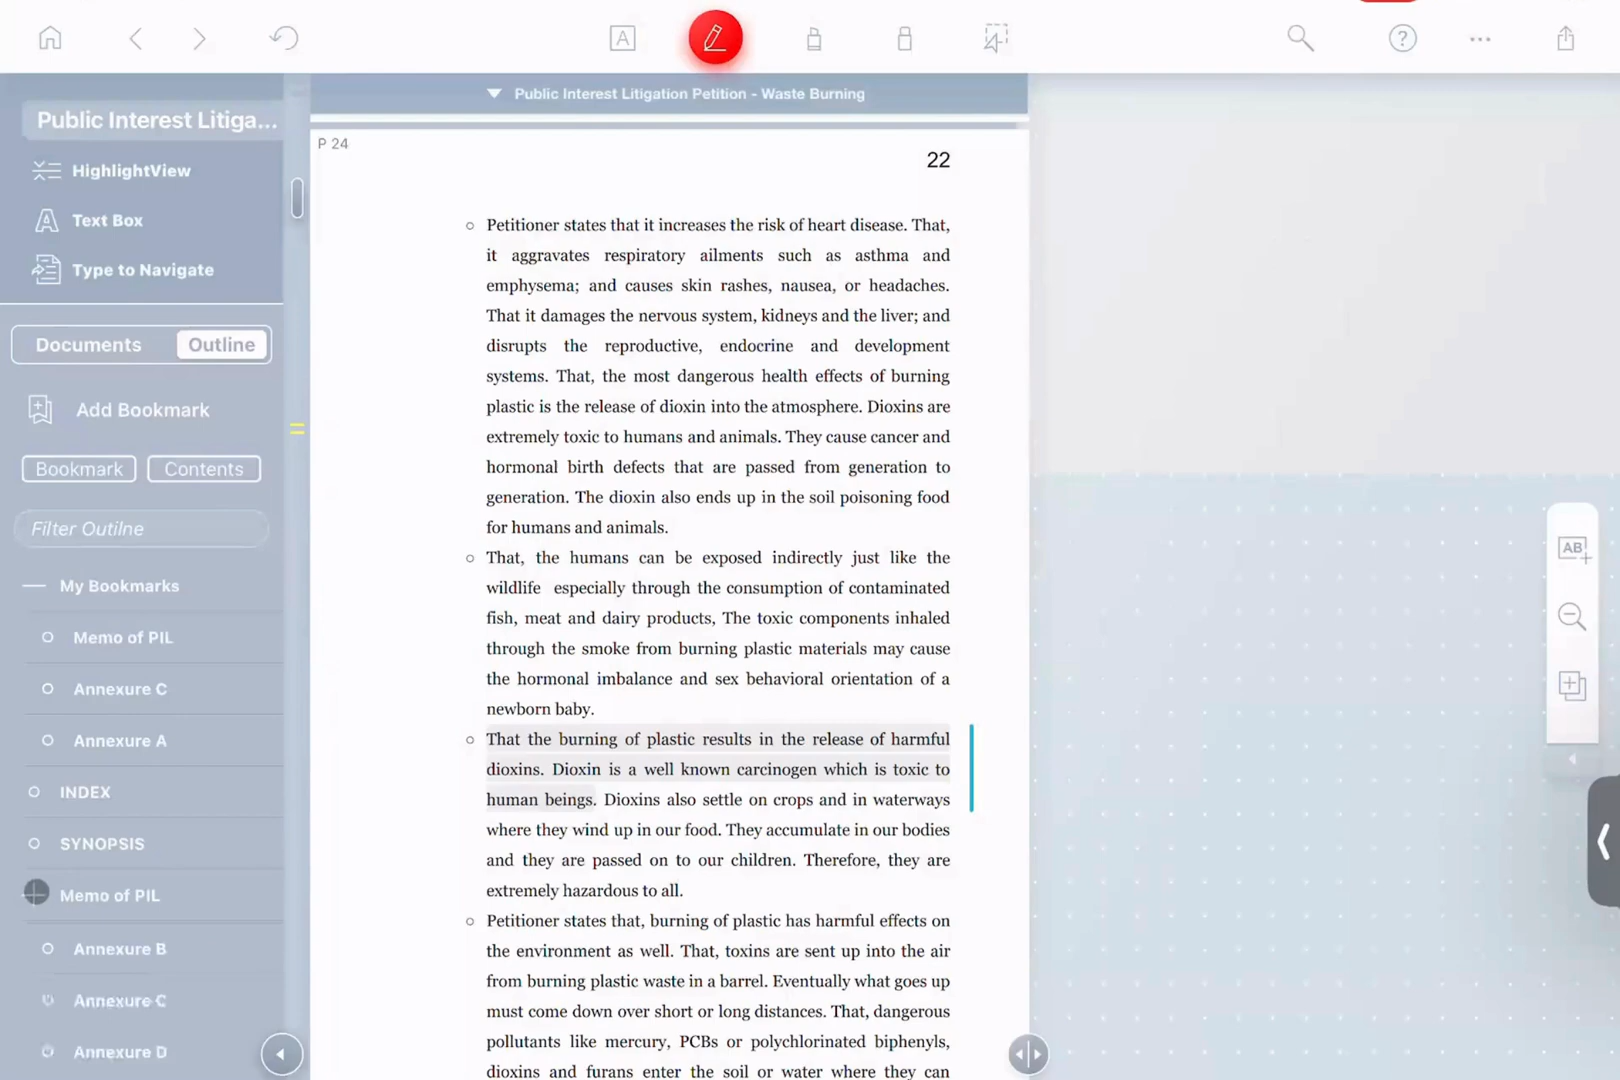 A
?
Public Interest Litigation Petition - Waste Burning
Public Interest Litiga...
HighlightView
A Text Box
Type to Navigate
Documents Outline
Add Bookmark
Bookmark Contents
Filter Outilne
My Bookmarks
Memo of PIL
Annexure C
Annexure A
INDEX
SYNOPSIS
Memo of PIL
Annexure B
Annexure C
Annexure D
P 24
22
Petitioner states that it increases the risk of heart disease. That,
it aggravates respiratory ailments such as asthma and
emphysema; and causes skin rashes, nausea, or headaches.
That it damages the nervous system, kidneys and the liver; and
disrupts the reproductive, endocrine and development
systems. That, the most dangerous health effects of burning
plastic is the release of dioxin into the atmosphere. Dioxins are
extremely toxic to humans and animals. They cause cancer and
hormonal birth defects that are passed from generation to
generation. The dioxin also ends up in the soil poisoning food
for humans and animals.
That, the humans can be exposed indirectly just like the
wildlife especially through the consumption of contaminated
fish, meat and dairy products, The toxic components inhaled
through the smoke from burning plastic materials may cause
the hormonal imbalance and sex behavioral orientation of a
newborn baby.
That the burning of plastic results in the release of harmful
dioxins. Dioxin is a well known carcinogen which is toxic to
human beings. Dioxins also settle on crops and in waterways
where they wind up in our food. They accumulate in our bodies
and they are passed on to our children. Therefore, they are
extremely hazardous to all.
Petitioner states that, burning of plastic has harmful effects on
the environment as well. That, toxins are sent up into the air
from burning plastic waste in a barrel. Eventually what goes up
must come down over short or long distances. That, dangerous
pollutants like mercury, PCBs or polychlorinated biphenyls,
dioxins and furans enter the soil or water where they can
AB